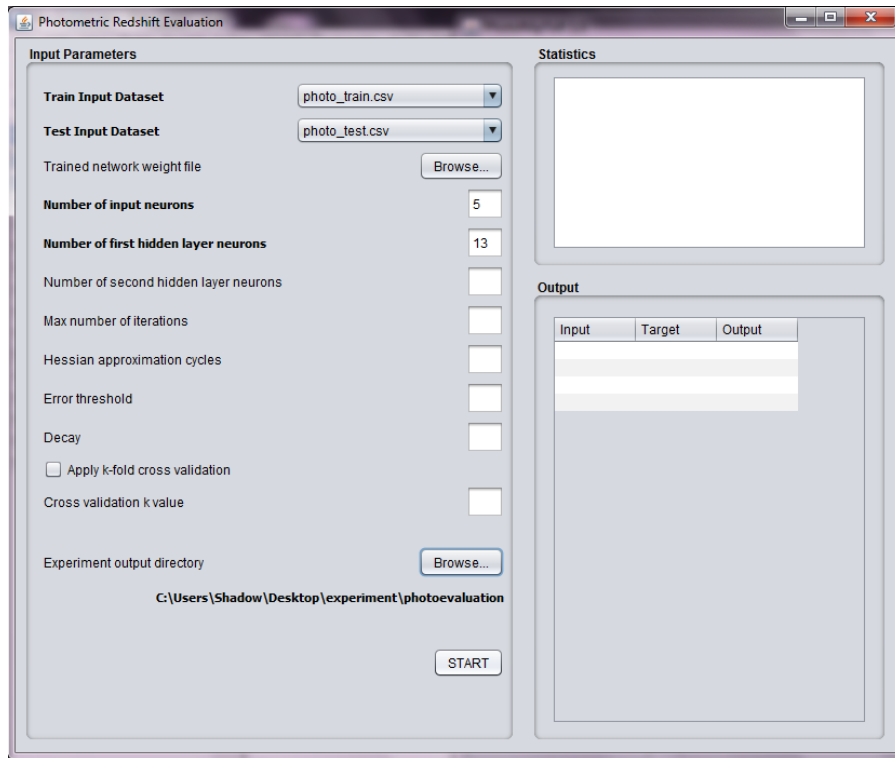 Photometric Redshift Evaluation
Input Parameters
Train Input Dataset photo_train.csv
Test Input Dataset photo_test.csv
Trained network weight file Browse...
Number of input neurons 5
Number of first hidden layer neurons 13
Number of second hidden layer neurons
Max number of iterations
Hessian approximation cycles
Error threshold
Decay
Apply k-fold cross validation
Cross validation k value
Experiment output directory Browse...
C:\Users\Shadow\Desktop\experiment\photoevaluation
START
Statistics
Output
Input Target Output